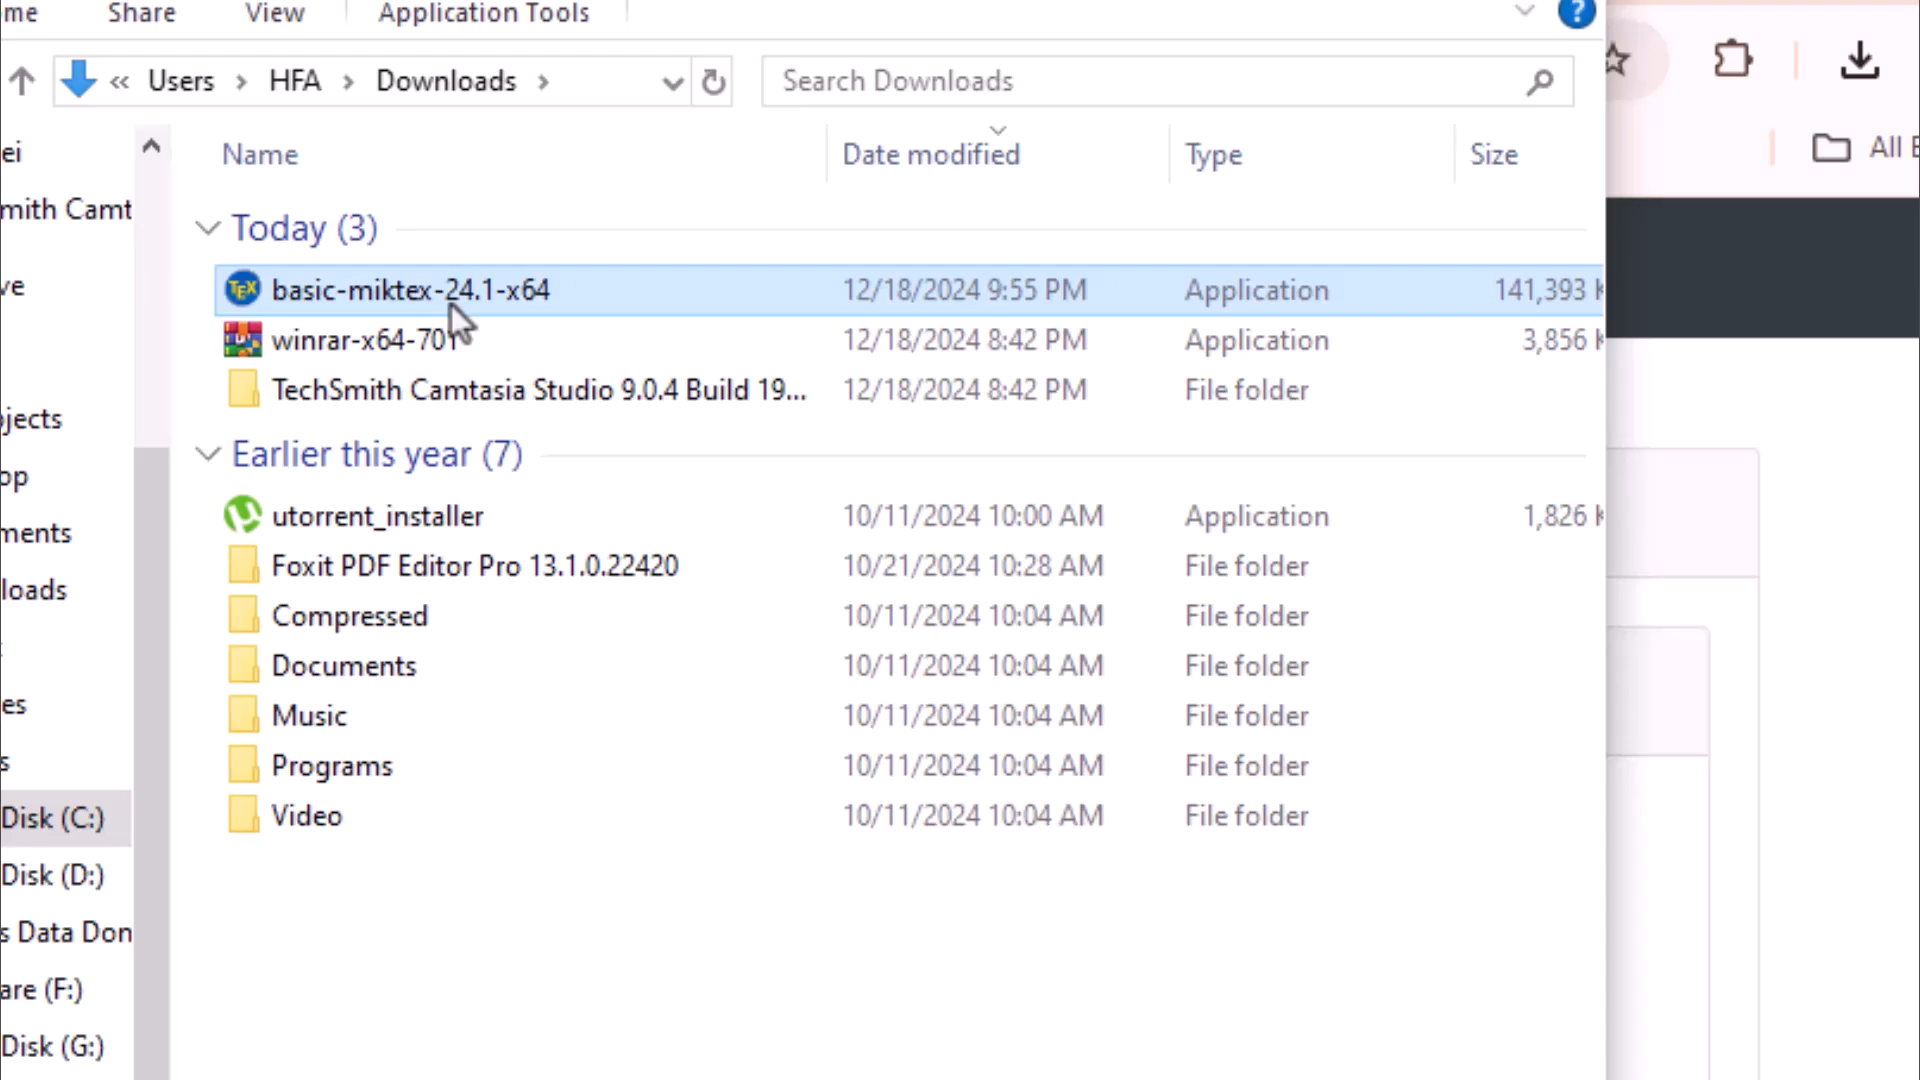 me Share View Application Tools ?
« Users > HFA > Downloads > Search Downloads
ei
Name Date modified Type Size
All E
mith Camt
Today (3)
ve
basic-miktex-24.1-x64 12/18/2024 9:55 PM Application 141,393 K
winrar-x64-701 12/18/2024 8:42 PM Application 3,856 K
TechSmith Camtasia Studio 9.0.4 Build 19... 12/18/2024 8:42 PM File folder
jects
Earlier this year (7)
op
utorrent_installer 10/11/2024 10:00 AM Application 1,826 K
ments
Foxit PDF Editor Pro 13.1.0.22420 10/21/2024 10:28 AM File folder
loads
Compressed 10/11/2024 10:04 AM File folder
Documents 10/11/2024 10:04 AM File folder
es
Music 10/11/2024 10:04 AM File folder
s
Programs 10/11/2024 10:04 AM File folder
Disk (C:)
Video 10/11/2024 10:04 AM File folder
Disk (D:)
s Data Don
are (F:)
Disk (G:)